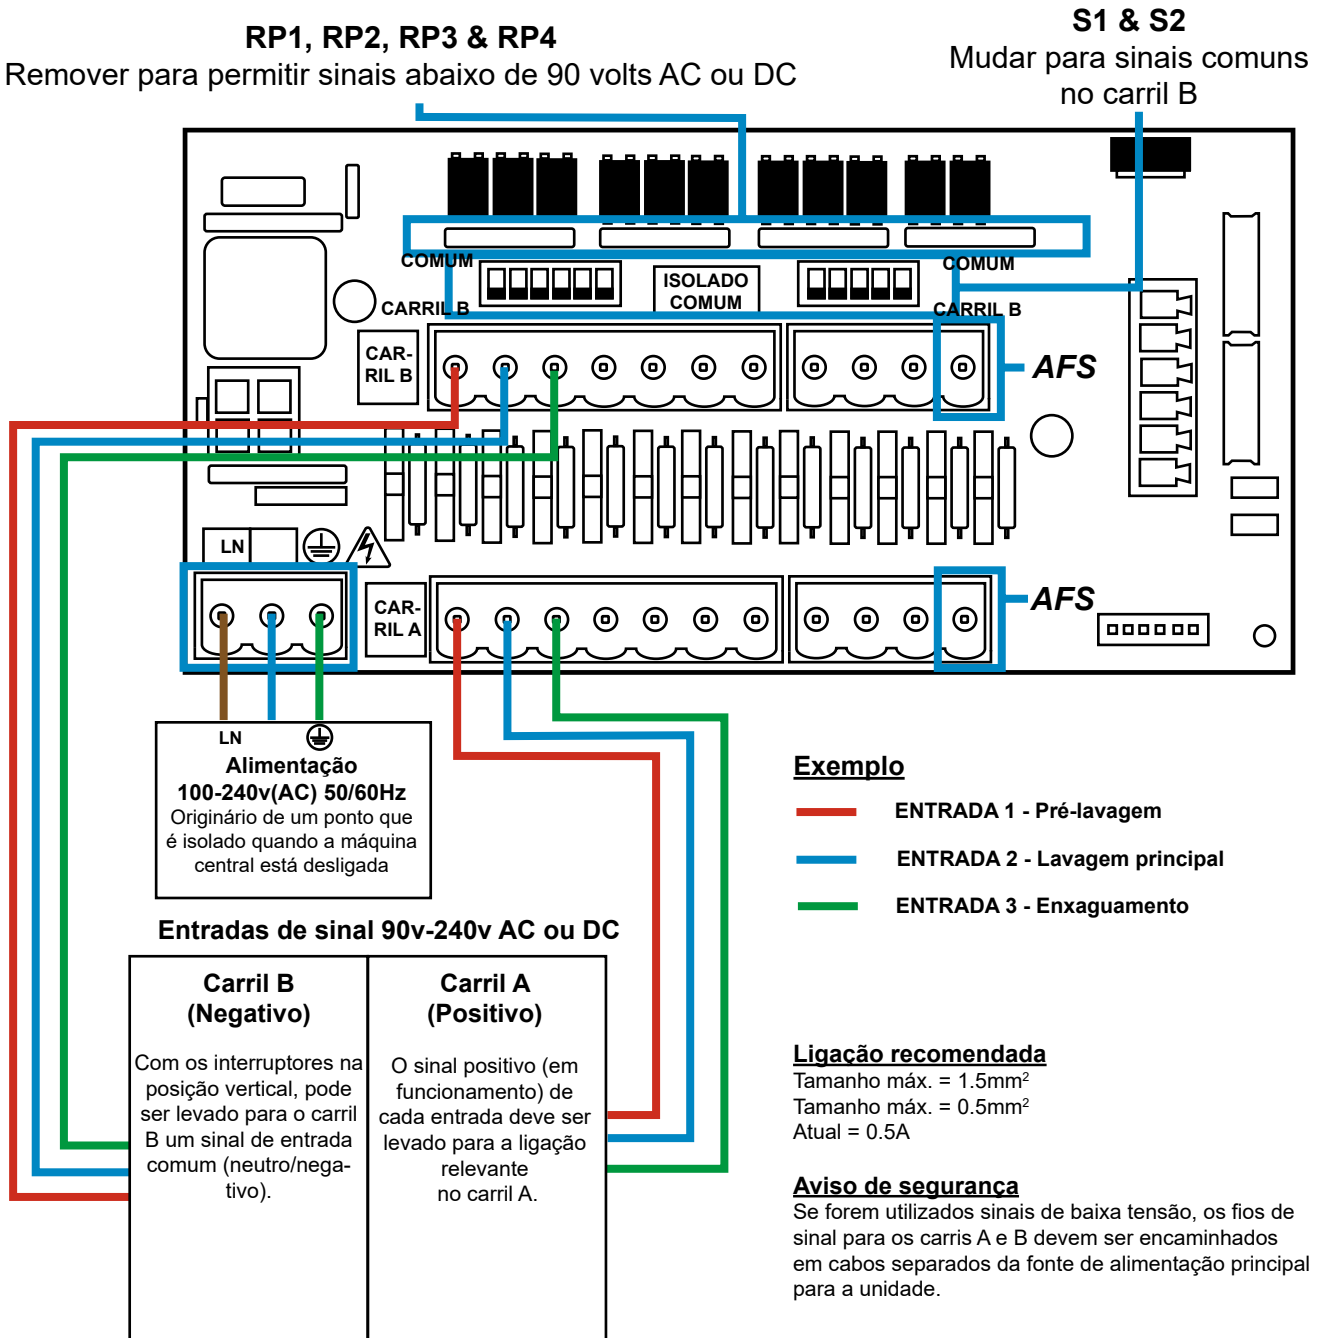 RP1, RP2, RP3 & RP4
Remover para permitir sinais abaixo de 90 volts AC ou DC
S1 & S2
Mudar para sinais comuns
no carril B
COMUM
CARRIL B
ISOLADO
COMUM
COMUM
CARRIL B
CAR-
RIL B
AFS
LN
CAR-
RIL A
AFS
LN
Alimentação
100-240v(AC) 50/60Hz
Originário de um ponto que
é isolado quando a máquina
central está desligada
Exemplo
ENTRADA 1 - Pré-lavagem
ENTRADA 2 - Lavagem principal
ENTRADA 3 - Enxaguamento
Entradas de sinal 90v-240v AC ou DC
Carril B
(Negativo)
Com os interruptores na
posição vertical, pode
ser levado para o carril
B um sinal de entrada
comum (neutro/nega-
tivo).
Carril A
(Positivo)
O sinal positivo (em
funcionamento) de
cada entrada deve ser
levado para a ligação
relevante
no carril A.
Ligação recomendada
Tamanho máx. = 1.5mm²
Tamanho máx. = 0.5mm²
Atual = 0.5A
Aviso de segurança
Se forem utilizados sinais de baixa tensão, os fios de
sinal para os carris A e B devem ser encaminhados
em cabos separados da fonte de alimentação principal
para a unidade.